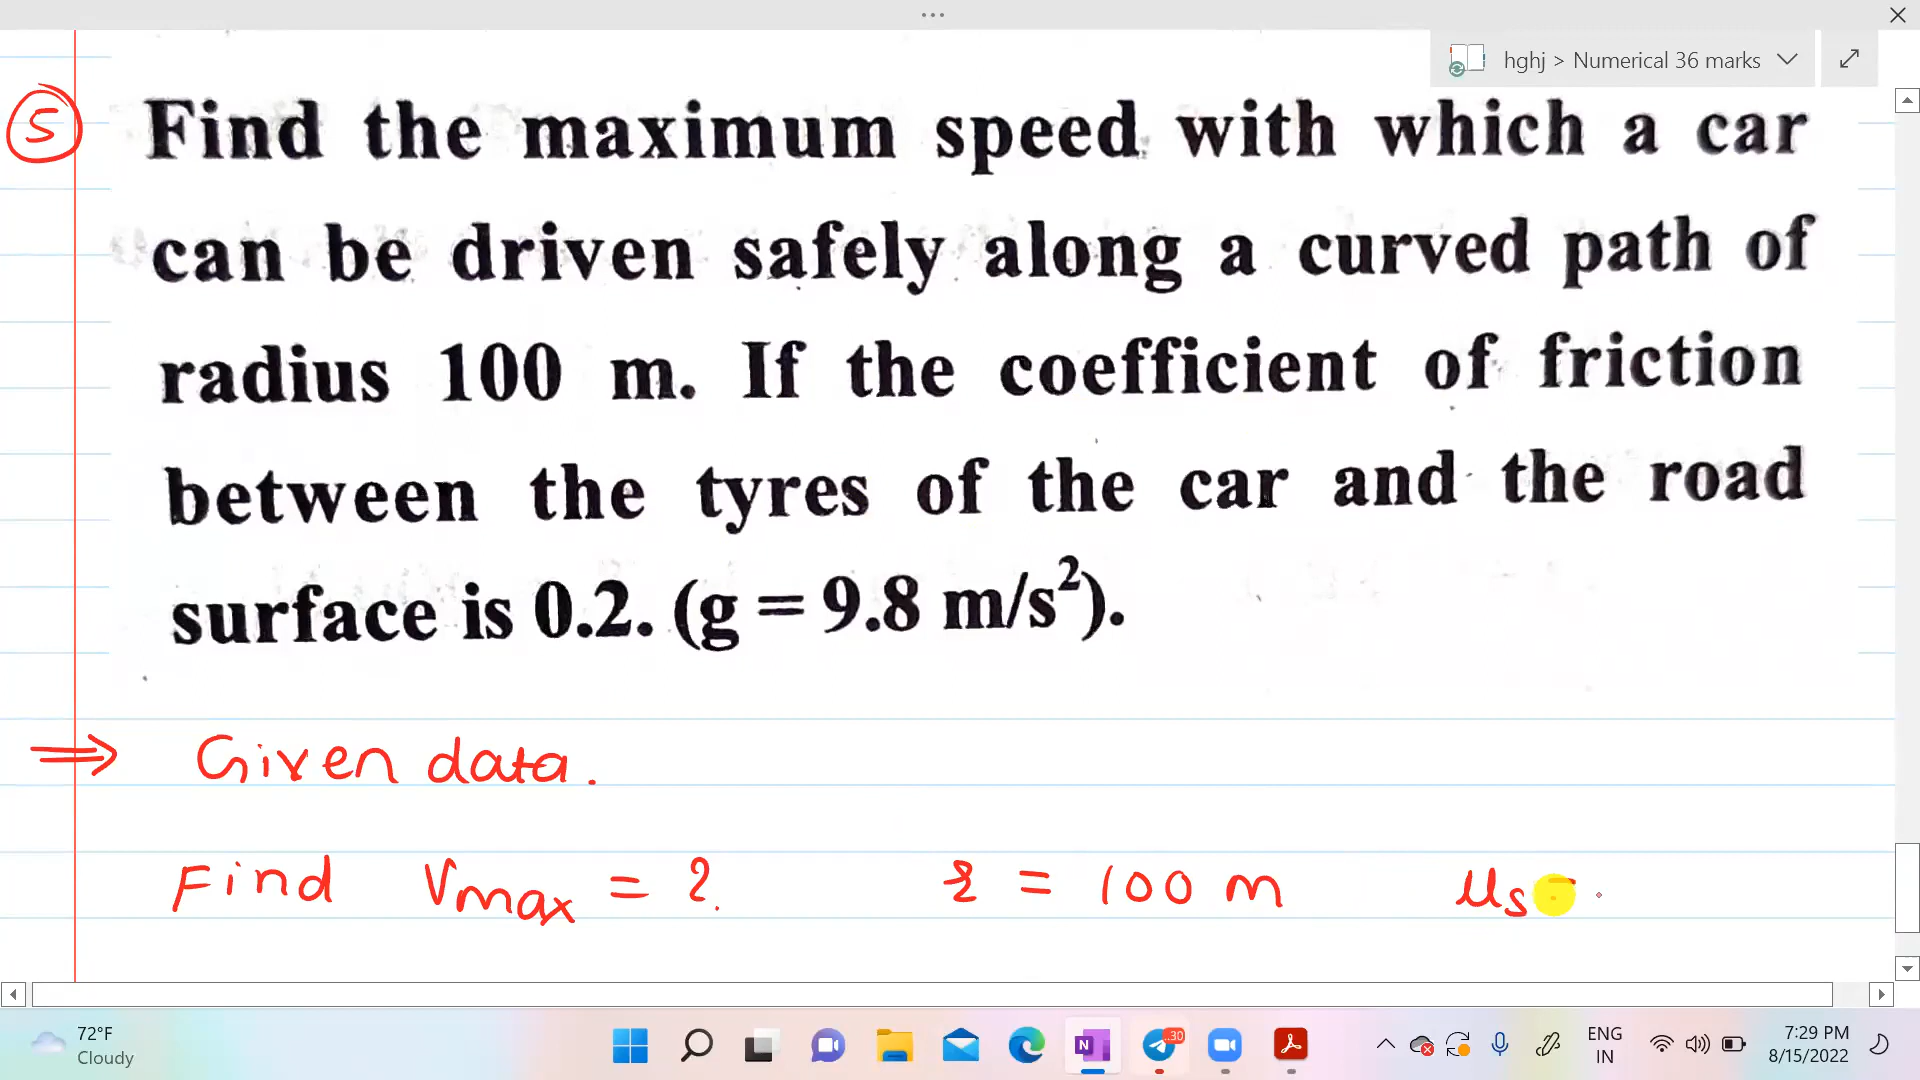 hghj > Numerical 36 marks
5 Find the maximum speed with which a car
can be driven safely along a curved path of
radius 100 m. If the coefficient of friction
between the tyres of the car and the road
surface is 0.2. (g = 9.8 m/s²).
⇒ Given data.
Find Vmax = ? r = 100 m μs =
72°F
Cloudy
30
ENG
IN
7:29 PM
8/15/2022